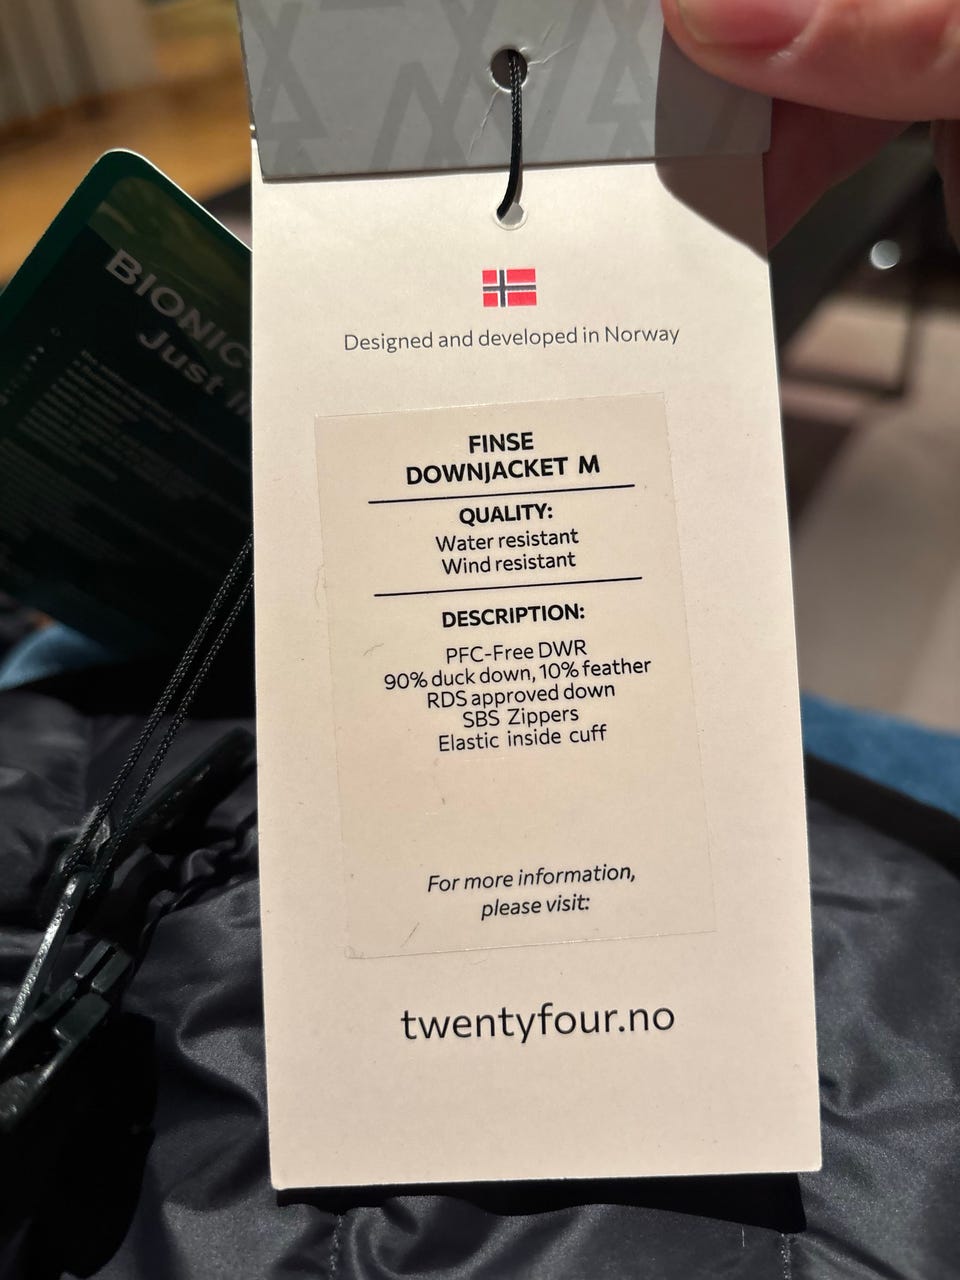 BIONIC
Just
Designed and developed in Norway
FINSE
DOWNJACKET M
QUALITY:
Water resistant
Wind resistant
DESCRIPTION:
PFC-Free DWR
90% duck down, 10% feather
RDS approved down
SBS Zippers
Elastic inside cuff
For more information,
please visit:
twentyfour.no